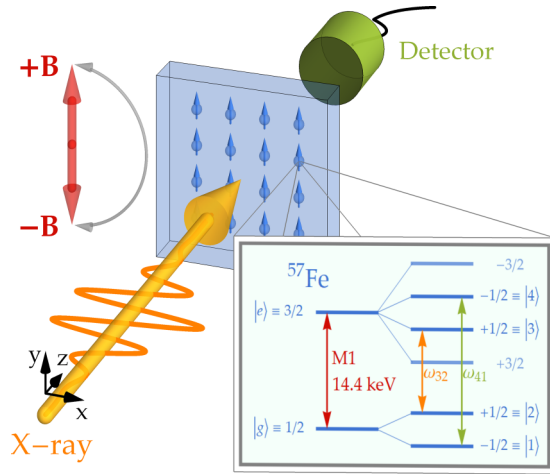 Detector
+B
−B
y
z
x
X−ray
⁵⁷Fe
|e⟩ ≡ 3/2
|g⟩ ≡ 1/2
M1
14.4 keV
ω₃₂
ω₄₁
−3/2
−1/2 ≡ |4⟩
+1/2 ≡ |3⟩
+3/2
+1/2 ≡ |2⟩
−1/2 ≡ |1⟩